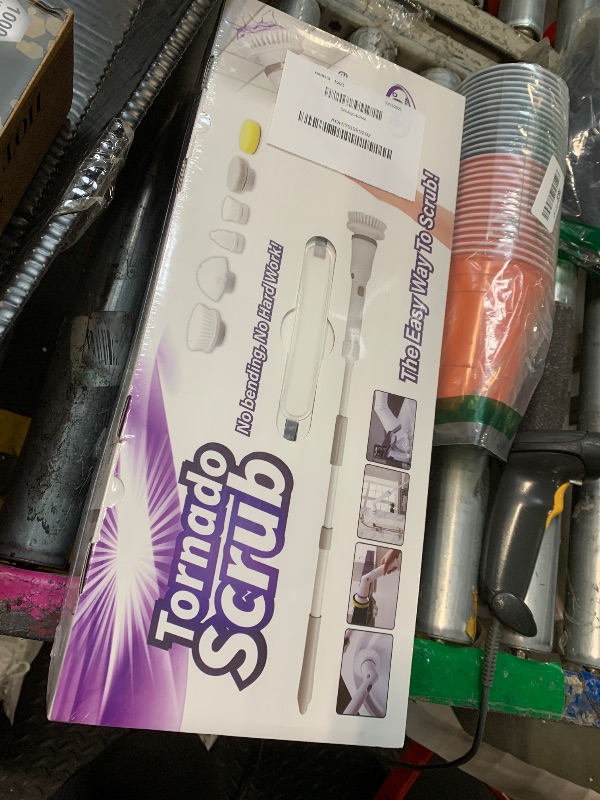 Tornado
Scrub
No bending, No Hard Work!
The Easy Way To Scrub!